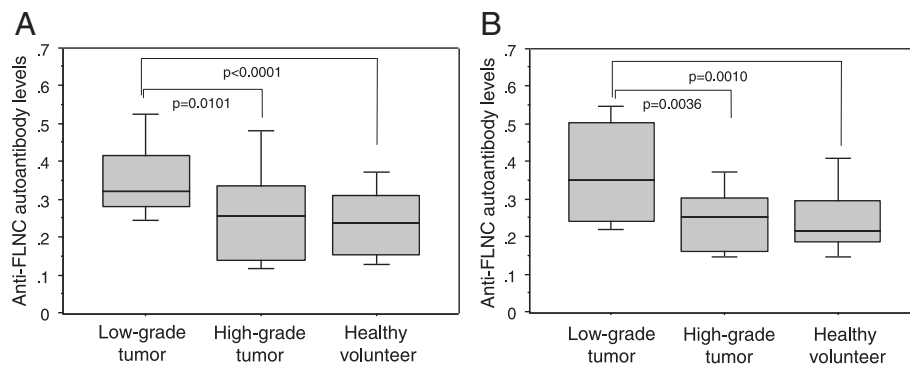 A
Anti-FLNC autoantibody levels
.7
.6
.5
.4
.3
.2
.1
0
p<0.0001
p=0.0101
Low-grade
tumor
High-grade
tumor
Healthy
volunteer
B
Anti-FLNC autoantibody levels
.7
.6
.5
.4
.3
.2
.1
0
p=0.0010
p=0.0036
Low-grade
tumor
High-grade
tumor
Healthy
volunteer